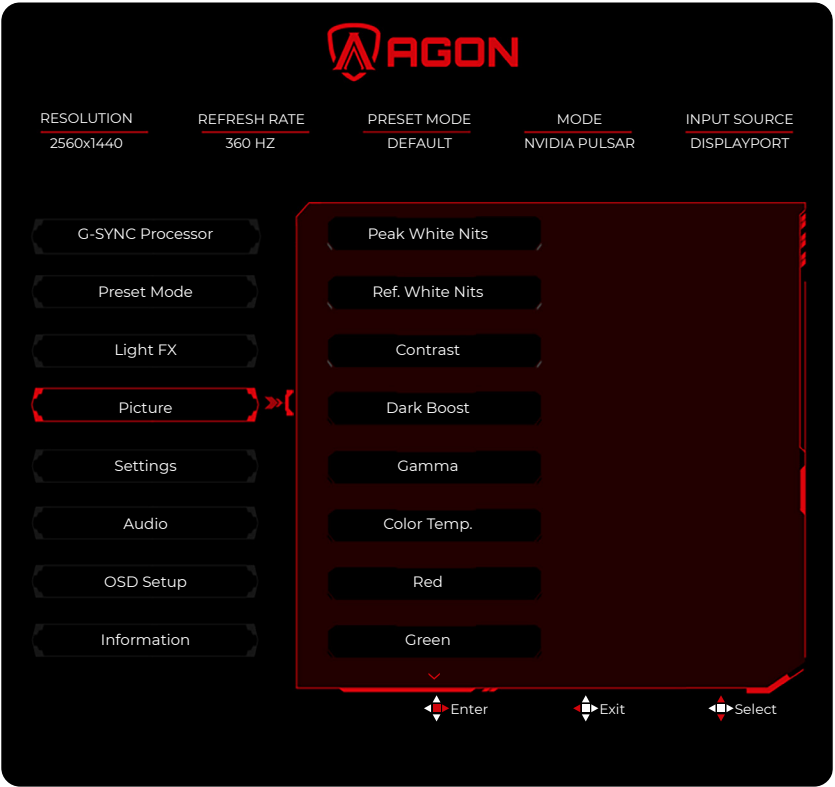 AGON
RESOLUTION REFRESH RATE PRESET MODE MODE INPUT SOURCE
2560x1440 360 HZ DEFAULT NVIDIA PULSAR DISPLAYPORT
G-SYNC Processor
Preset Mode
Light FX
Picture
Settings
Audio
OSD Setup
Information
Peak White Nits
Ref. White Nits
Contrast
Dark Boost
Gamma
Color Temp.
Red
Green
Enter Exit Select